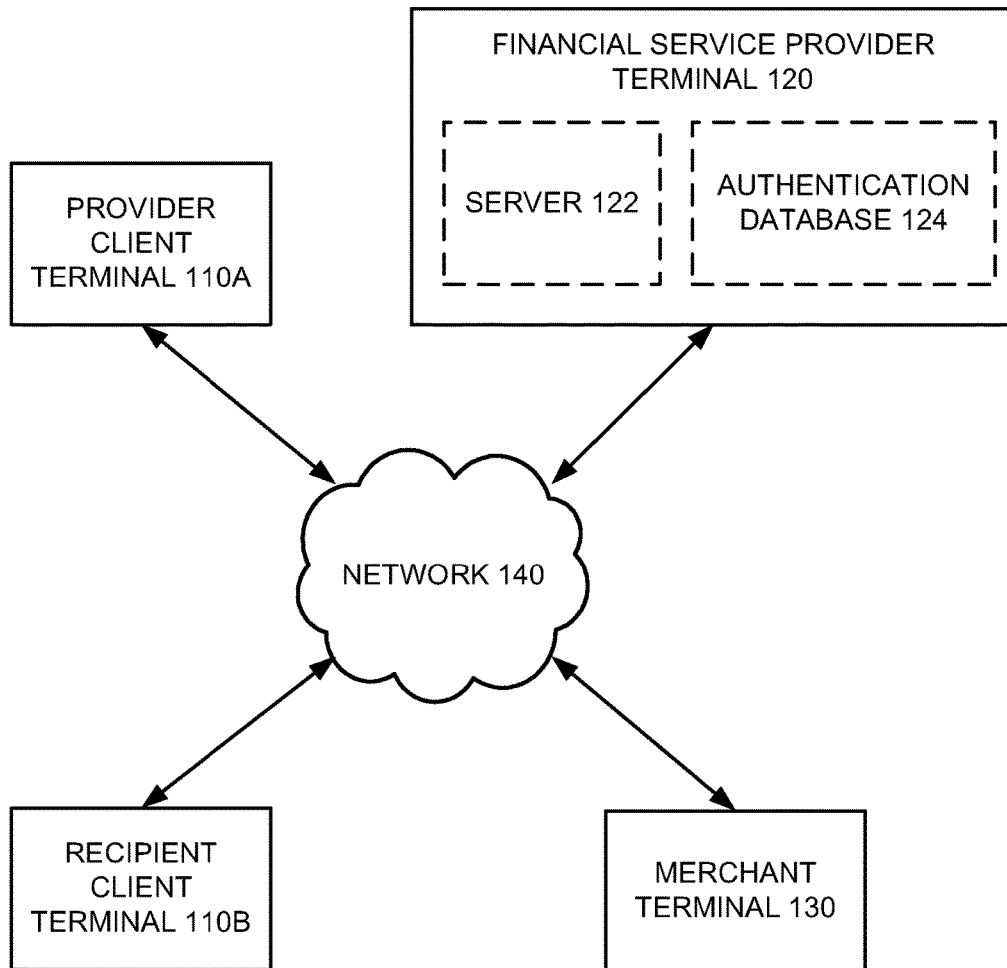 FINANCIAL SERVICE PROVIDER
TERMINAL 120
SERVER 122
AUTHENTICATION
DATABASE 124
PROVIDER
CLIENT
TERMINAL 110A
NETWORK 140
RECIPIENT
CLIENT
TERMINAL 110B
MERCHANT
TERMINAL 130